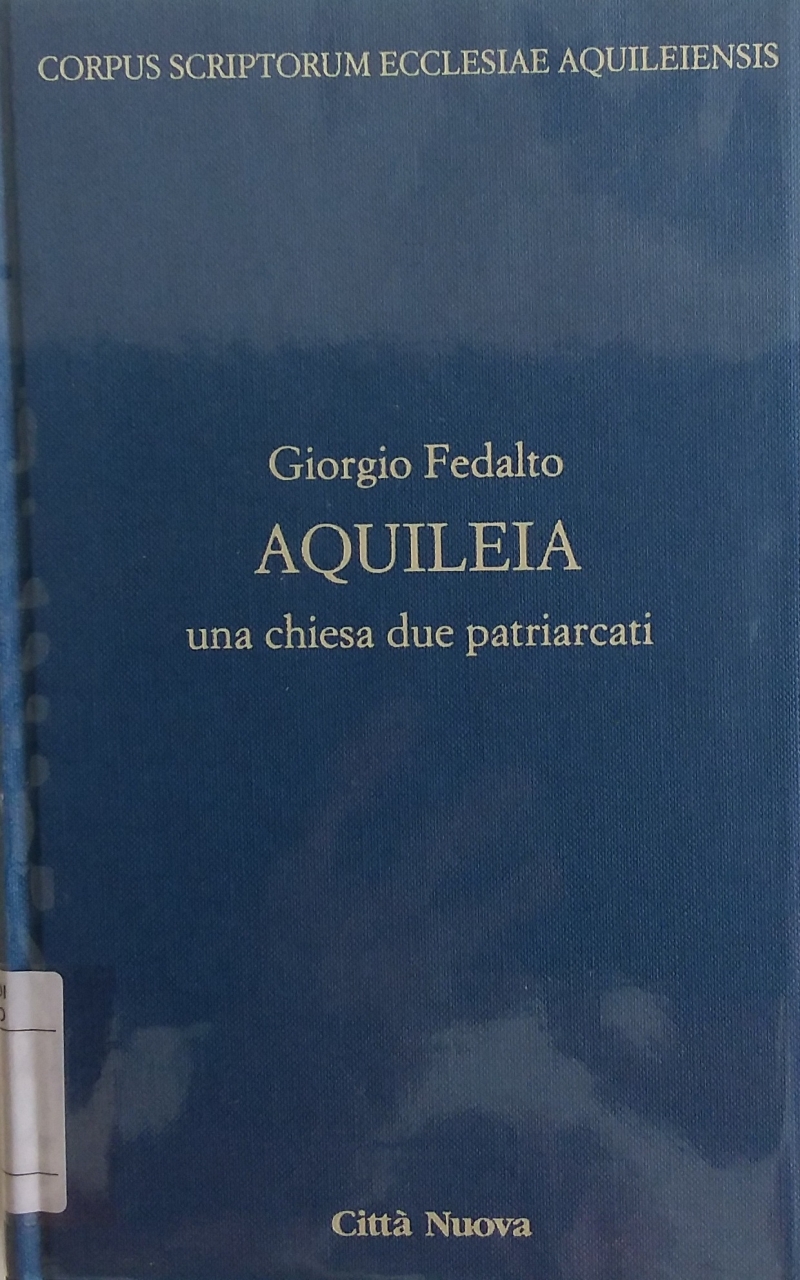 CORPUS SCRIPTORUM ECCLESIAE AQUILEIENSIS
Giorgio Fedalto
AQUILEIA
una chiesa due patriarcati
Città Nuova